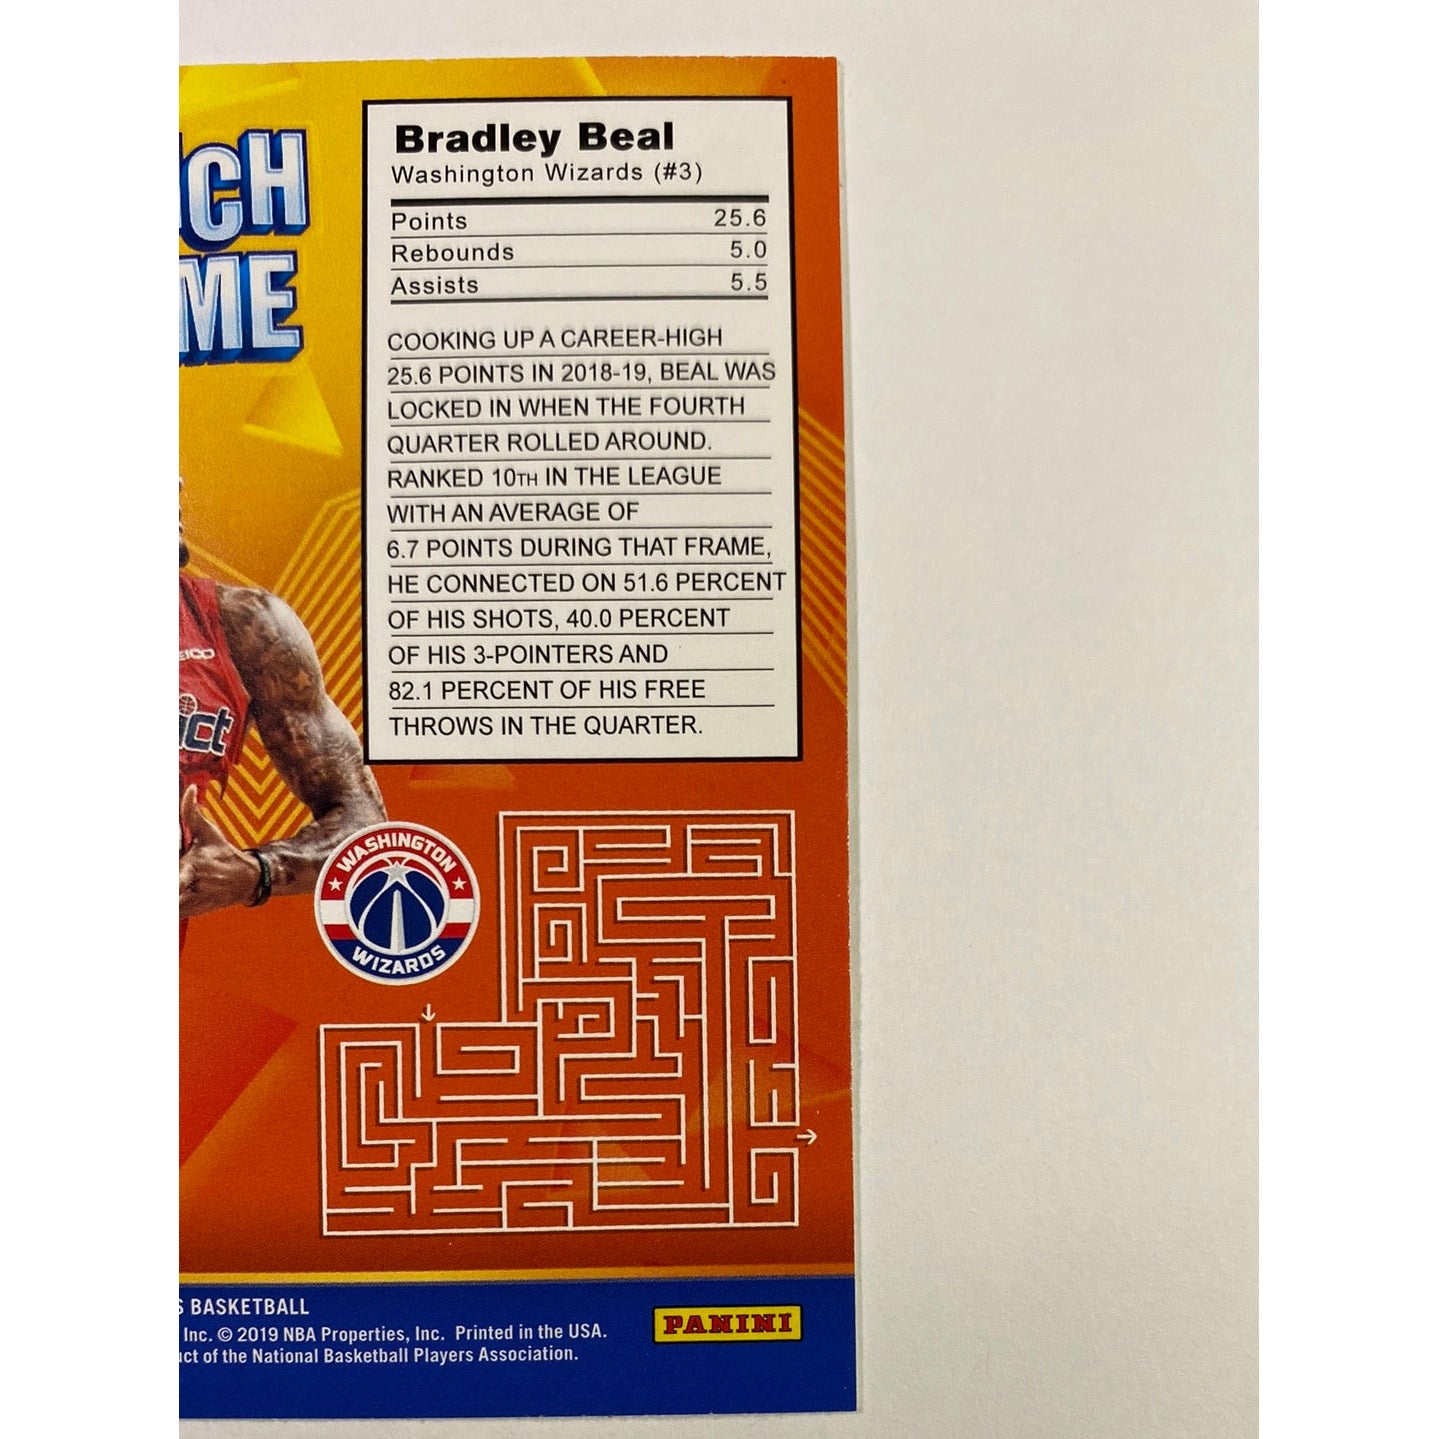 CH
ME
Bradley Beal
Washington Wizards (#3)
Points 25.6
Rebounds 5.0
Assists 5.5
COOKING UP A CAREER-HIGH
25.6 POINTS IN 2018-19, BEAL WAS
LOCKED IN WHEN THE FOURTH
QUARTER ROLLED AROUND.
RANKED 10TH IN THE LEAGUE
WITH AN AVERAGE OF
6.7 POINTS DURING THAT FRAME,
HE CONNECTED ON 51.6 PERCENT
OF HIS SHOTS, 40.0 PERCENT
OF HIS 3-POINTERS AND
82.1 PERCENT OF HIS FREE
THROWS IN THE QUARTER.
EICO
ict
WASHINGTON
WIZARDS
S BASKETBALL
Inc. © 2019 NBA Properties, Inc. Printed in the USA.
uct of the National Basketball Players Association.
PANINI